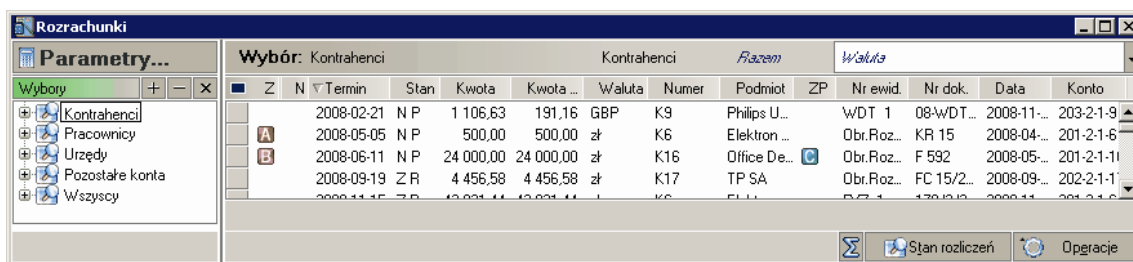 Rozrachunki
Parametry...
Wybór: Kontrahenci Kontrahenci Razem Waluta
Wybory
Z N Termin Stan Kwota Kwota ... Waluta Numer Podmiot ZP Nr ewid. Nr dok. Data Konto
Kontrahenci
Pracownicy
Urzędy
Pozostałe konta
Wszyscy
2008-02-21 N P 1 106,63 191,16 GBP K9 Philips U... WDT 1 08-WDT... 2008-11-... 203-2-1-9
A 2008-05-05 N P 500,00 500,00 zł K6 Elektron ... Obr.Roz... KR 15 2008-04-... 201-2-1-6
B 2008-06-11 N P 24 000,00 24 000,00 zł K16 Office De... C Obr.Roz... F 592 2008-05-... 201-2-1-1
2008-09-19 Z R 4 456,58 4 456,58 zł K17 TP SA Obr.Roz... FC 15/2... 2008-09-... 202-2-1-1
Stan rozliczeń Operacje